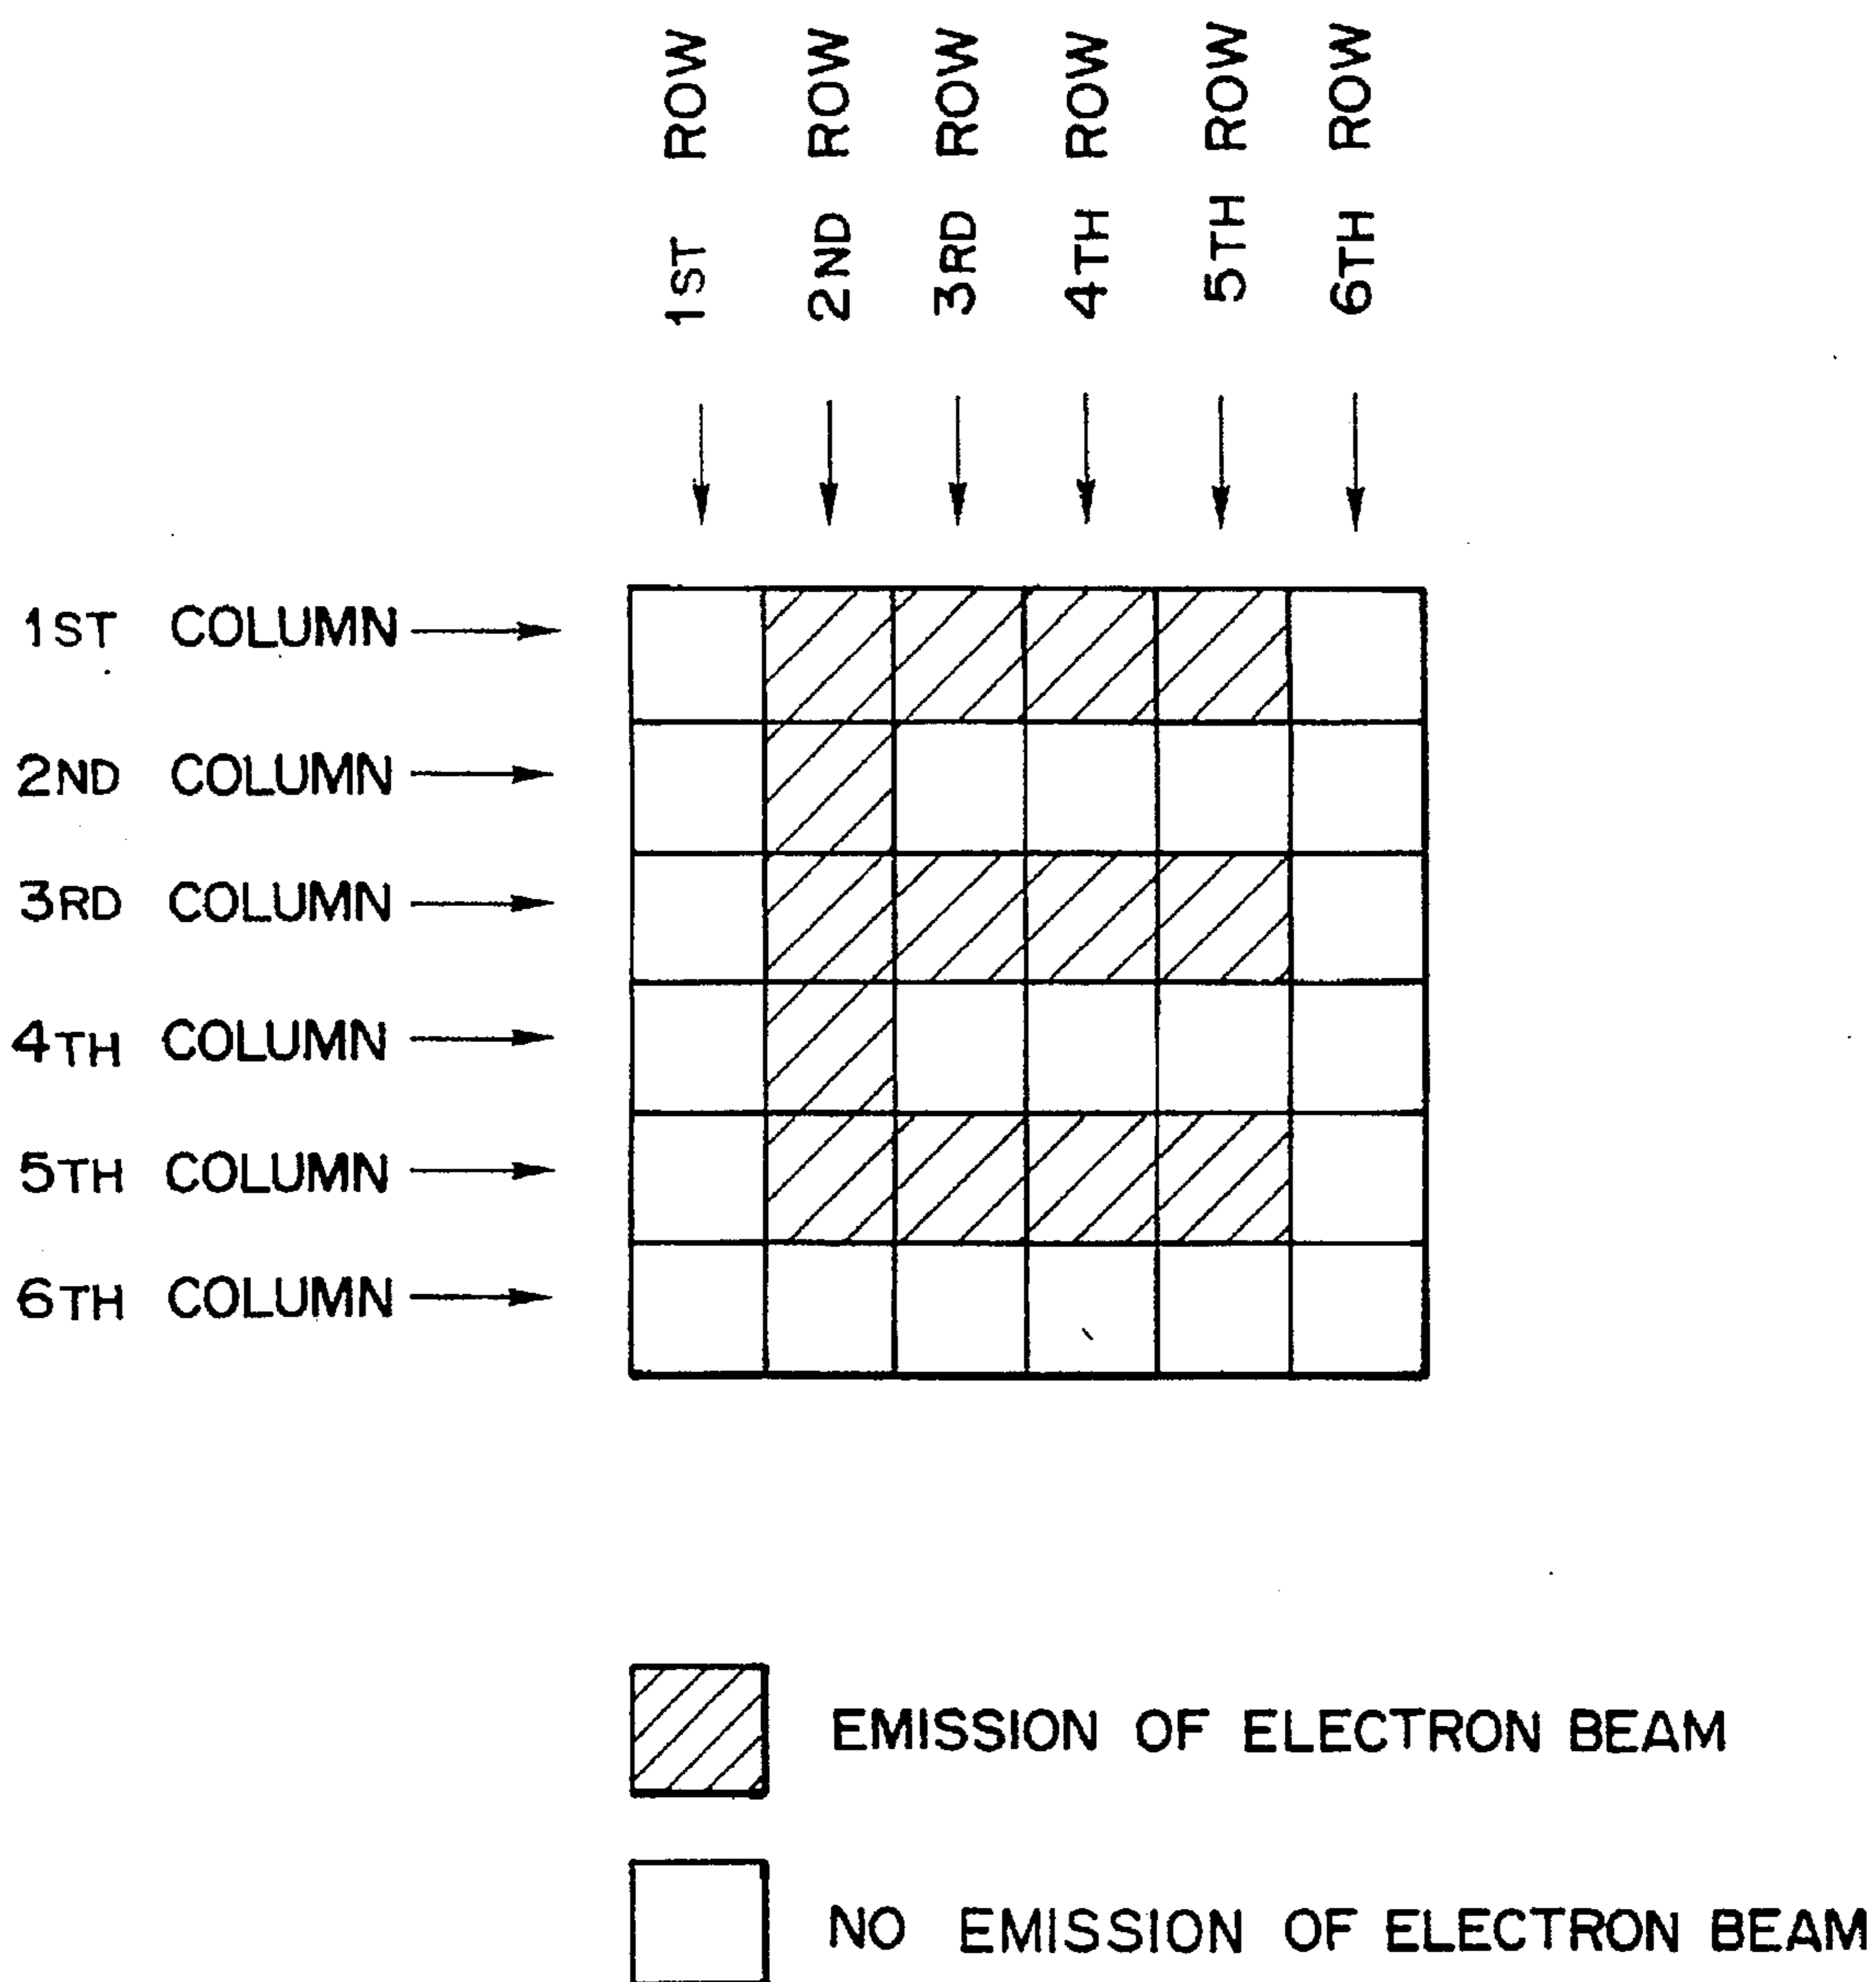 1ST ROW
2ND ROW
3RD ROW
4TH ROW
5TH ROW
6TH ROW
1ST COLUMN
2ND COLUMN
3RD COLUMN
4TH COLUMN
5TH COLUMN
6TH COLUMN
EMISSION OF ELECTRON BEAM
NO EMISSION OF ELECTRON BEAM